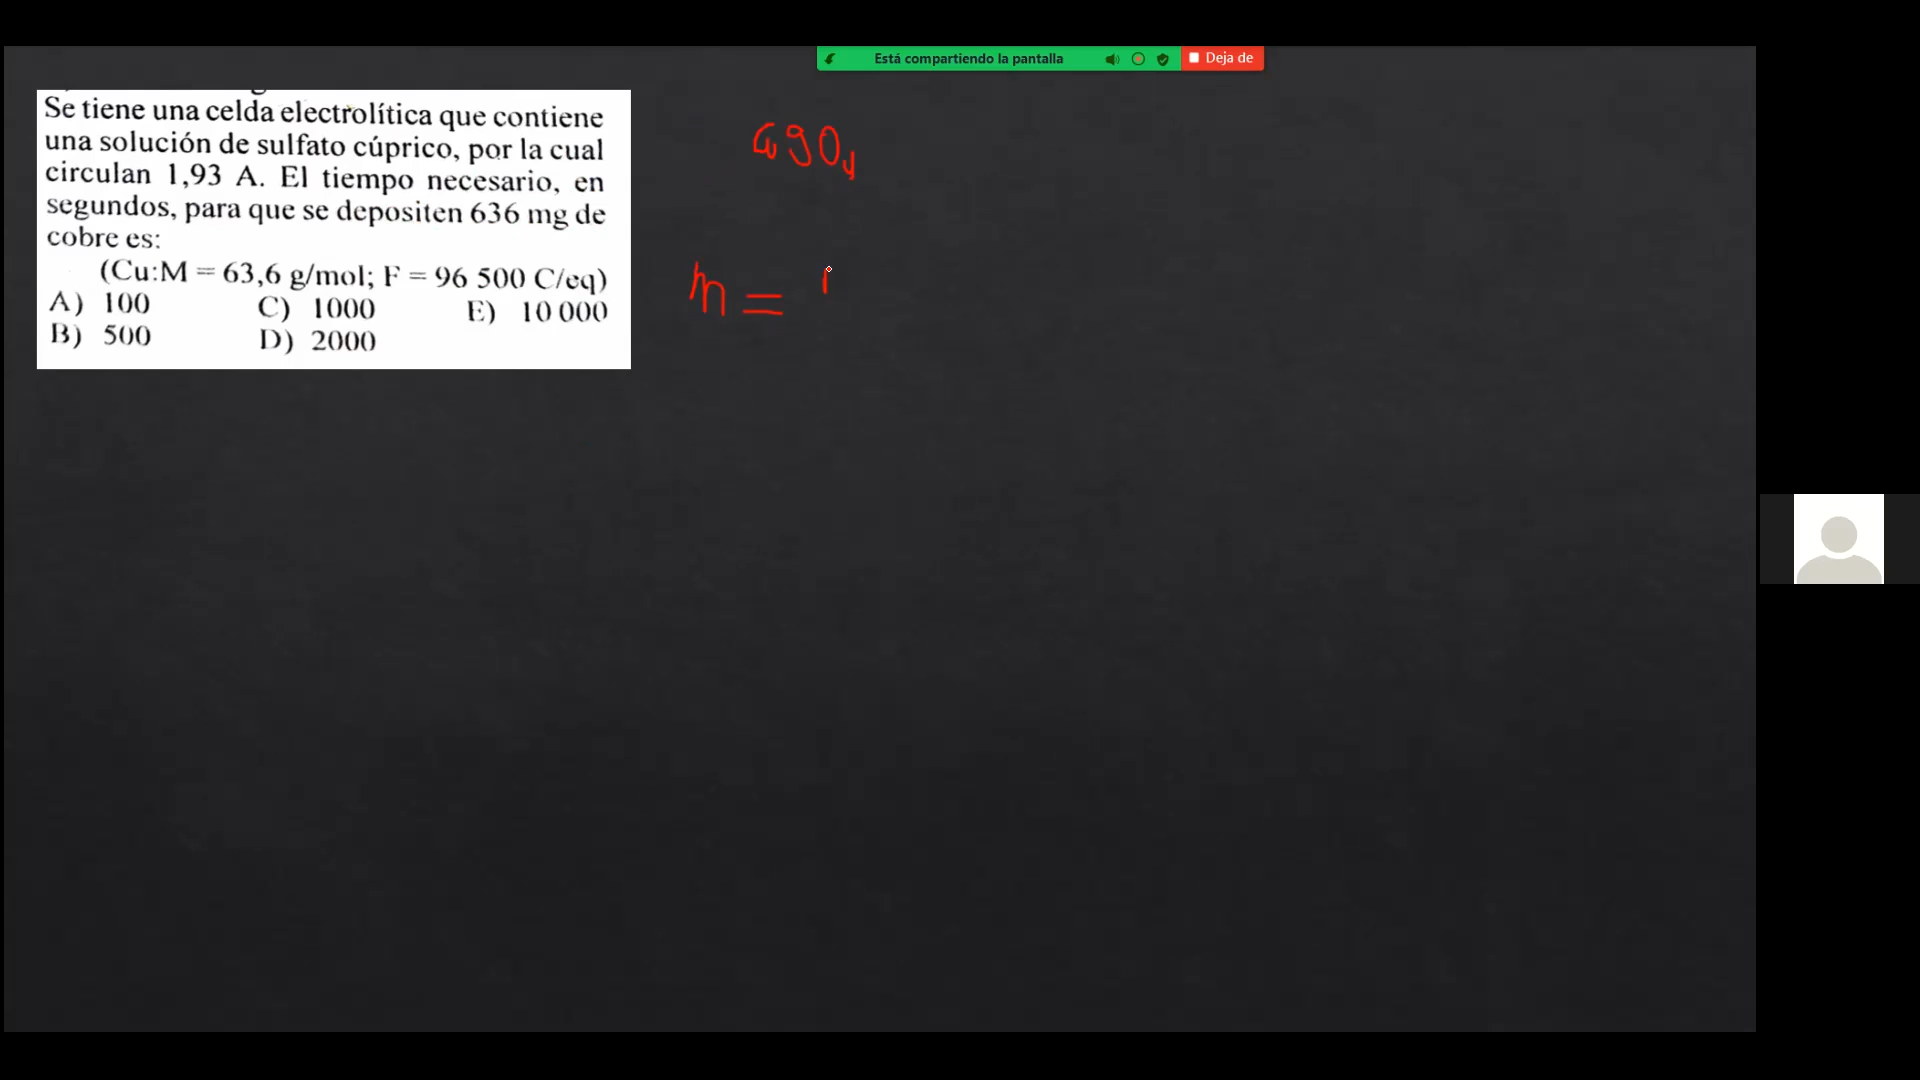 Está compartiendo la pantalla
Deja de
Se tiene una celda electrolítica que contiene
una solución de sulfato cúprico, por la cual
circulan 1,93 A. El tiempo necesario, en
segundos, para que se depositen 636 mg de
cobre es:
(Cu:M = 63,6 g/mol; F = 96 500 C/eq)
A) 100 C) 1000 E) 10 000
B) 500 D) 2000
CuSO₄
m =